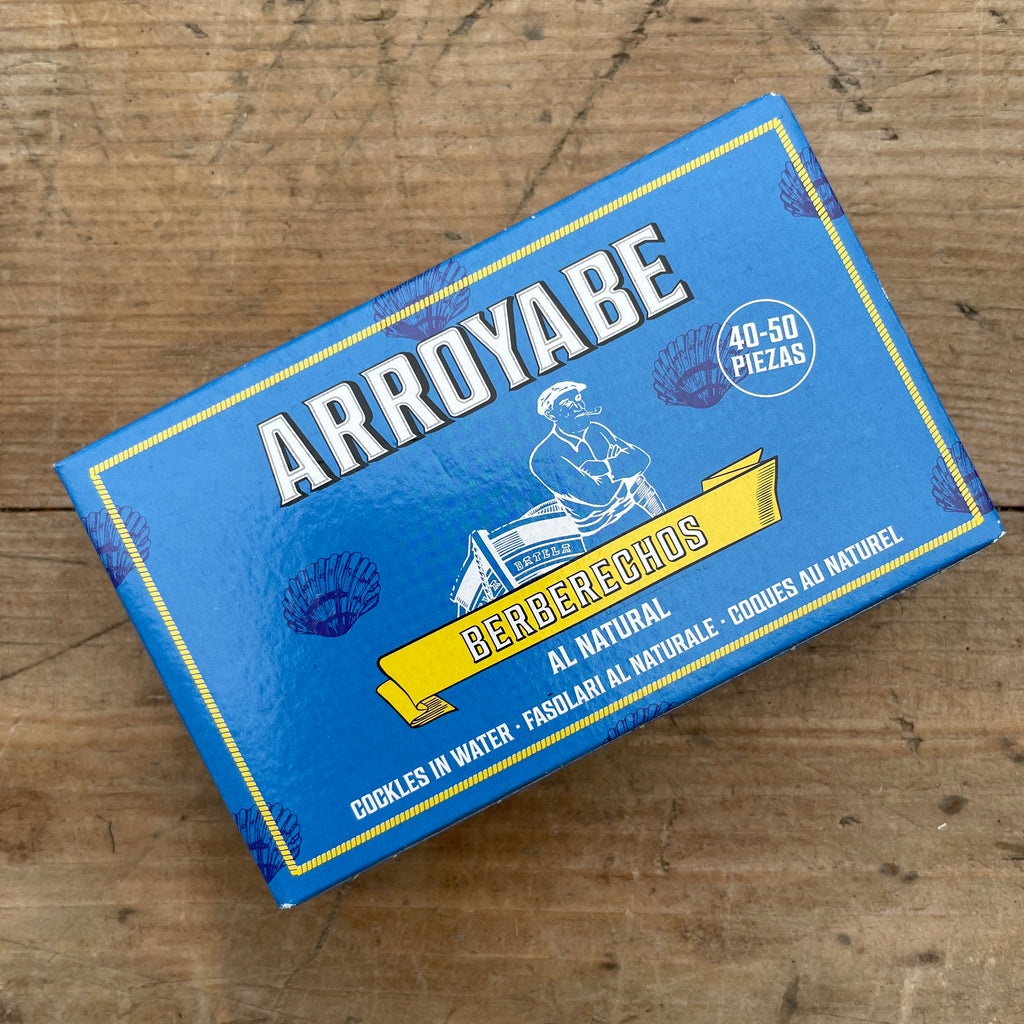 ARROYABE
40-50
PIEZAS
BATELA
BERBERECHOS
AL NATURAL
COCKLES IN WATER · FASOLARI AL NATURALE · COQUES AU NATUREL